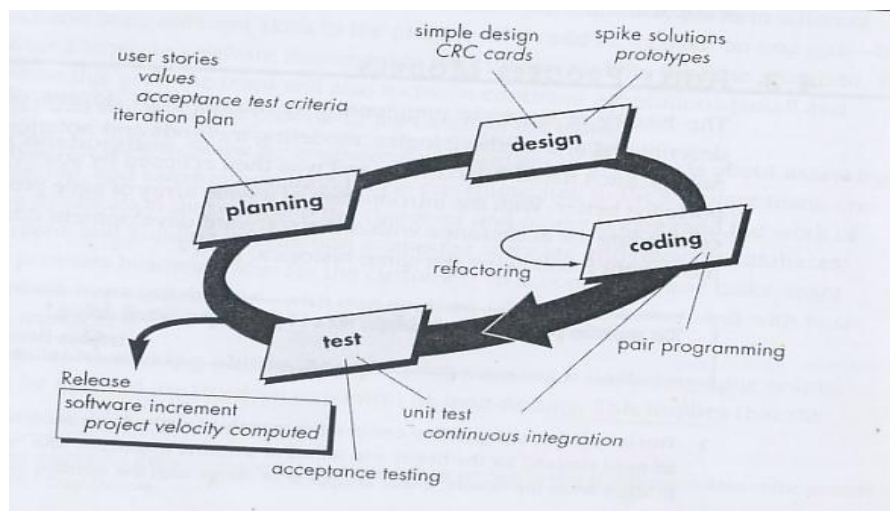 simple design
CRC cards
spike solutions
prototypes
user stories
values
acceptance test criteria
iteration plan
design
planning
coding
refactoring
test
pair programming
Release
software increment
project velocity computed
unit test
continuous integration
acceptance testing